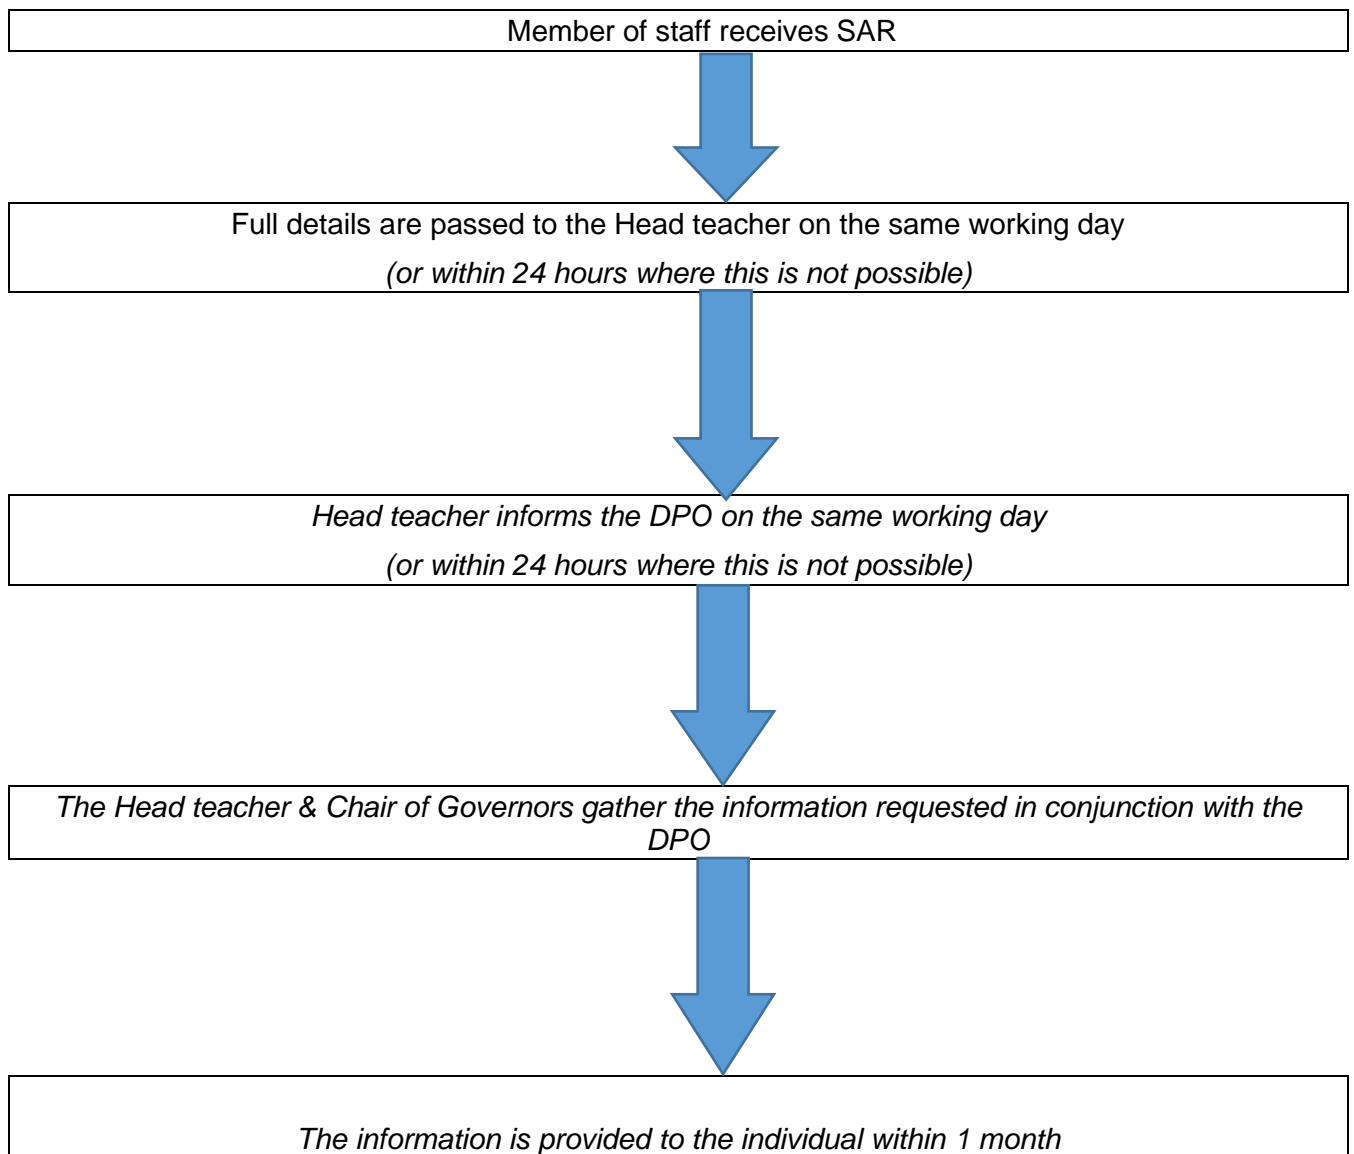 Member of staff receives SAR
Full details are passed to the Head teacher on the same working day
(or within 24 hours where this is not possible)
Head teacher informs the DPO on the same working day
(or within 24 hours where this is not possible)
The Head teacher & Chair of Governors gather the information requested in conjunction with the
DPO
The information is provided to the individual within 1 month